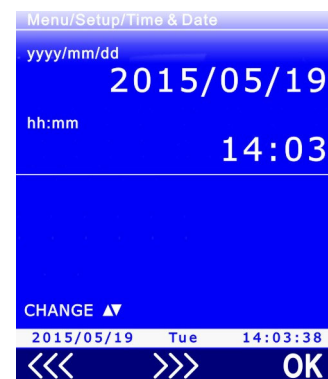 Menu/Setup/Time & Date
yyyy/mm/dd
2015/05/19
hh:mm
14:03
CHANGE ▲▼
2015/05/19 Tue 14:03:38
<<< >>> OK